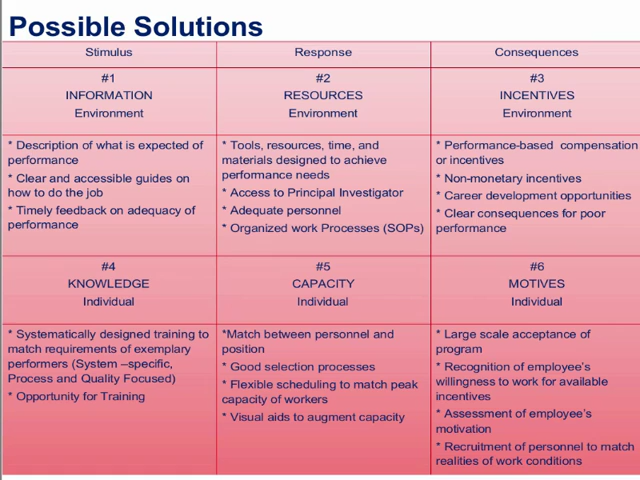 Possible Solutions
Stimulus
Response
Consequences
#1
INFORMATION
Environment
#2
RESOURCES
Environment
#3
INCENTIVES
Environment
* Description of what is expected of
performance
* Clear and accessible guides on
how to do the job
* Timely feedback on adequacy of
performance
* Tools, resources, time, and
materials designed to achieve
performance needs
* Access to Principal Investigator
* Adequate personnel
* Organized work Processes (SOPs)
* Performance-based compensation
or incentives
* Non-monetary incentives
* Career development opportunities
* Clear consequences for poor
performance
#4
KNOWLEDGE
Individual
#5
CAPACITY
Individual
#6
MOTIVES
Individual
* Systematically designed training to
match requirements of exemplary
performers (System –specific,
Process and Quality Focused)
* Opportunity for Training
*Match between personnel and
position
* Good selection processes
* Flexible scheduling to match peak
capacity of workers
* Visual aids to augment capacity
* Large scale acceptance of
program
* Recognition of employee’s
willingness to work for available
incentives
* Assessment of employee’s
motivation
* Recruitment of personnel to match
realities of work conditions